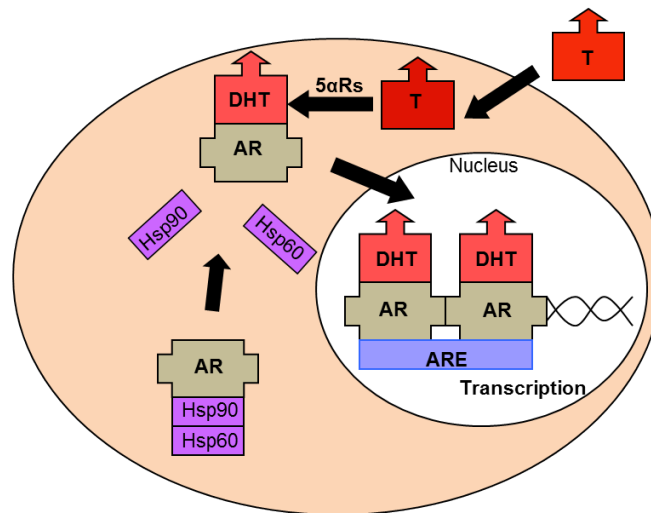 T
5αRs
T
DHT
AR
Nucleus
Hsp90
Hsp60
DHT
DHT
AR
AR
ARE
Transcription
AR
Hsp90
Hsp60